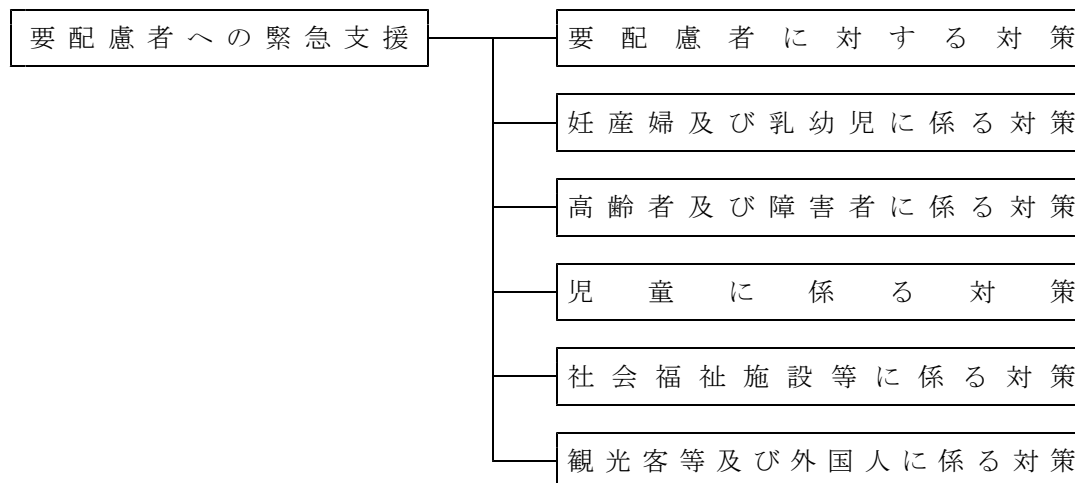 要配慮者への緊急支援
要配慮者に対する対策
妊産婦及び乳幼児に係る対策
高齢者及び障害者に係る対策
児童に係る対策
社会福祉施設等に係る対策
観光客等及び外国人に係る対策